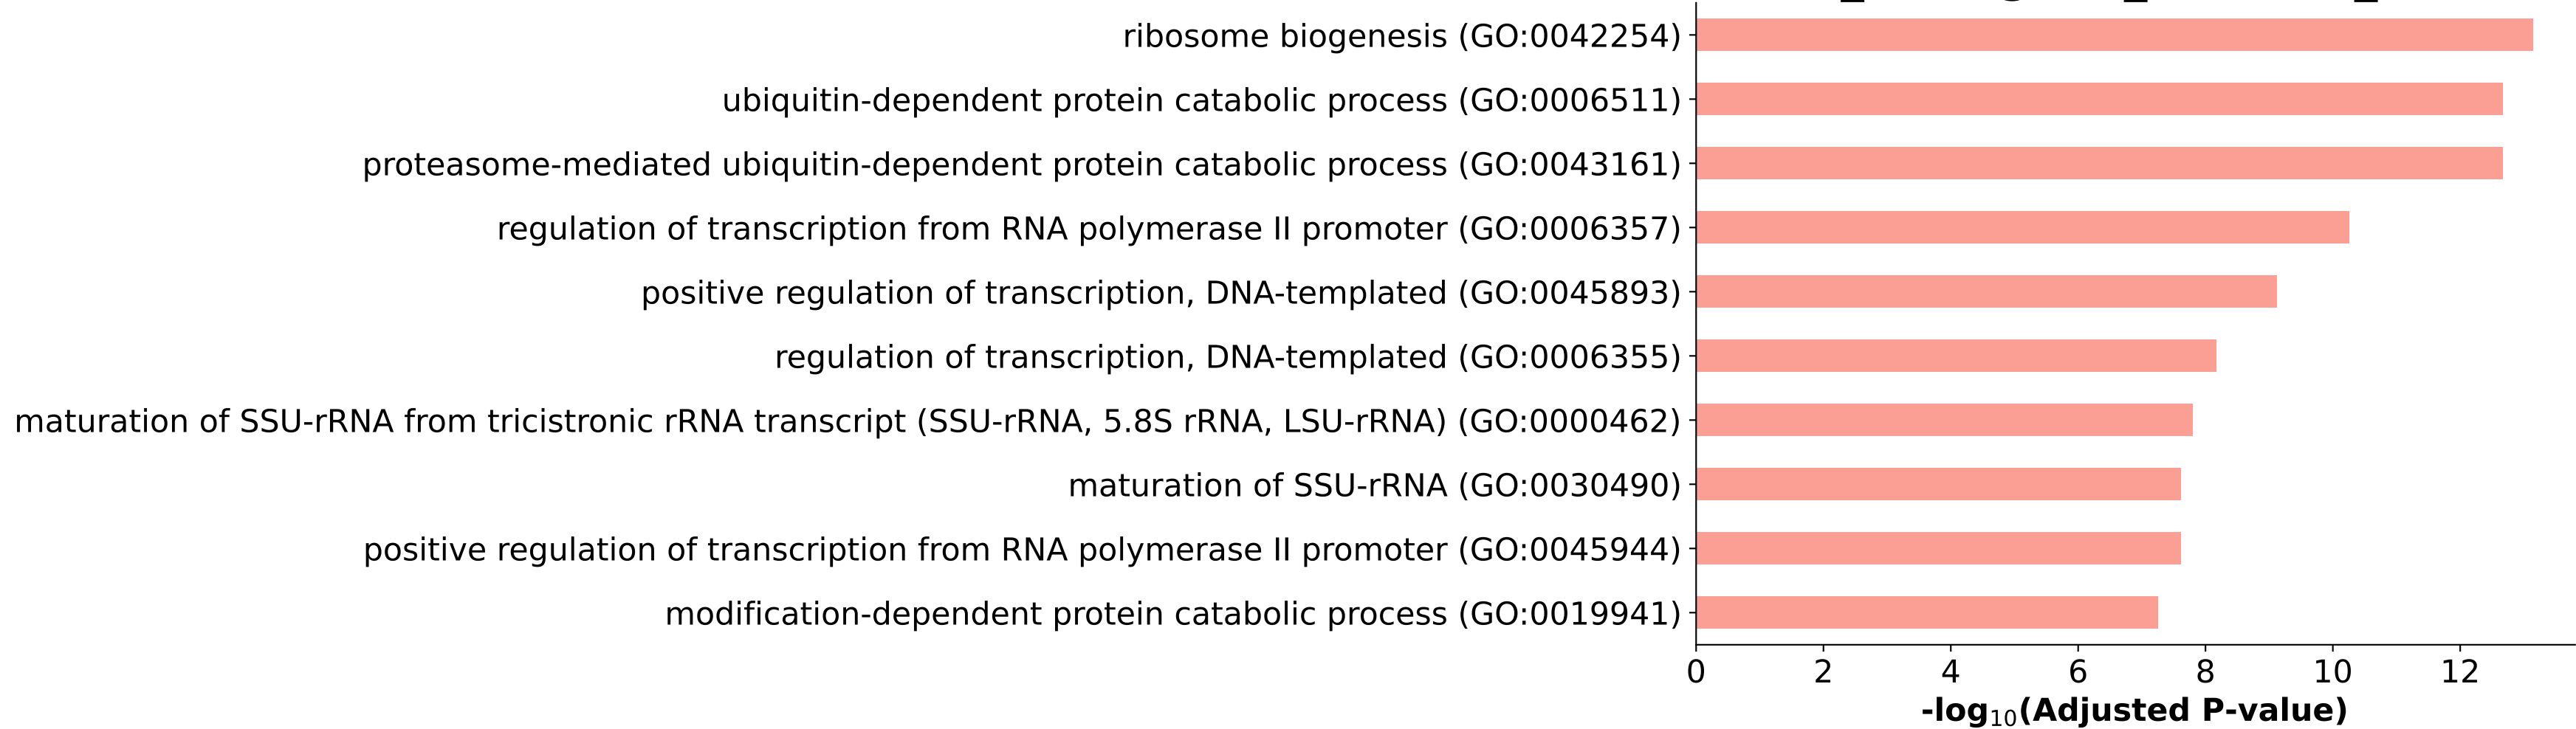 ribosome biogenesis (GO:0042254)
ubiquitin-dependent protein catabolic process (GO:0006511)
proteasome-mediated ubiquitin-dependent protein catabolic process (GO:0043161)
regulation of transcription from RNA polymerase II promoter (GO:0006357)
positive regulation of transcription, DNA-templated (GO:0045893)
regulation of transcription, DNA-templated (GO:0006355)
maturation of SSU-rRNA from tricistronic rRNA transcript (SSU-rRNA, 5.8S rRNA, LSU-rRNA) (GO:0000462)
maturation of SSU-rRNA (GO:0030490)
positive regulation of transcription from RNA polymerase II promoter (GO:0045944)
modification-dependent protein catabolic process (GO:0019941)
0 2 4 6 8 10 12
-log₁₀(Adjusted P-value)